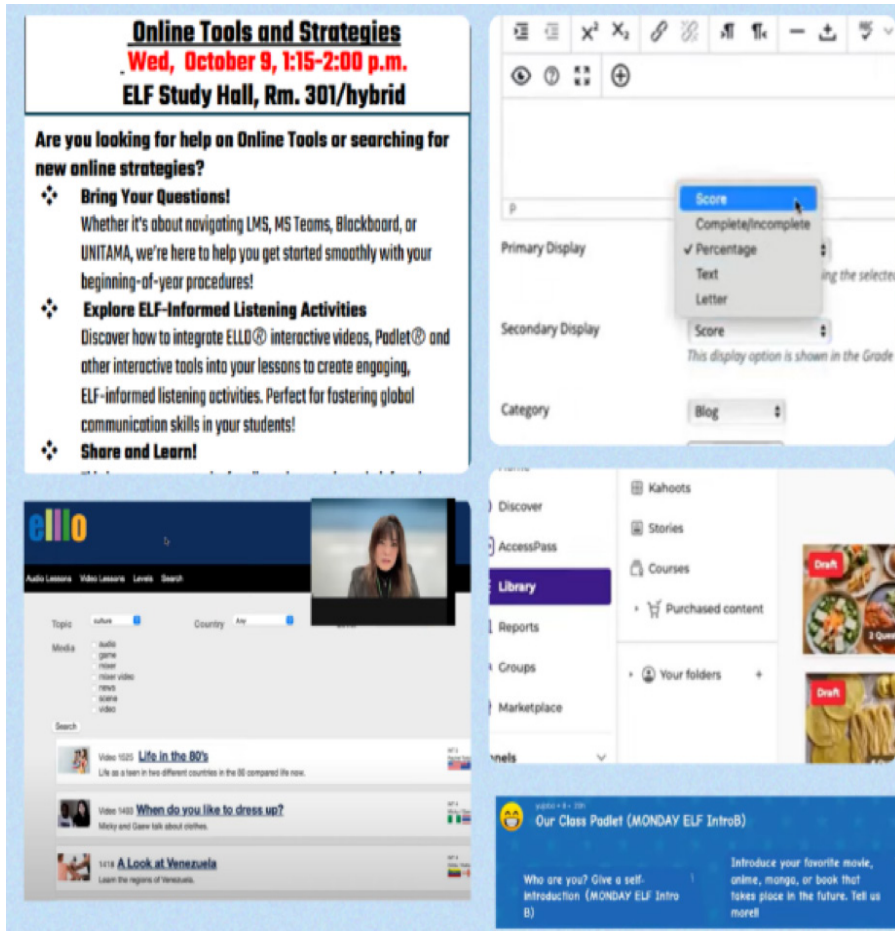 Online Tools and Strategies
Wed, October 9, 1:15-2:00 p.m.
ELF Study Hall, Rm. 301/hybrid
Are you looking for help on Online Tools or searching for
new online strategies?
Bring Your Questions!
Whether it's about navigating LMS, MS Teams, Blackboard, or
UNITAMA, we're here to help you get started smoothly with your
beginning-of-year procedures!
Explore ELF-Informed Listening Activities
Discover how to integrate ELLO® interactive videos, Padlet® and
other interactive tools into your lessons to create engaging,
ELF-informed listening activities. Perfect for fostering global
communication skills in your students!
Share and Learn!
P
Score
Complete/Incomplete
✓ Percentage
Text
Letter
Primary Display
ing the selected
Secondary Display
Score
This display option is shown in the Grade
Category
Blog
elllo
Audio Lessons Video Lessons Levels Search
Topic
culture
Country
Any
Media
audio
game
mixer
mixer video
news
scene
video
Search
Video 1525 Life in the 80's
Life as a teen in two different countries in the 80 compared life now.
When do you like to dress up?
Micky and Gaew talk about clothes.
1418 A Look at Venezuela
Learn the regions of Venezuela.
Discover
AccessPass
Library
Reports
Groups
Marketplace
nnels
Kahoots
Stories
Courses
Purchased content
Your folders +
Draft
Draft
Our Class Padlet (MONDAY ELF IntroB)
Who are you? Give a self-
introduction (MONDAY ELF Intro
B)
Introduce your favorite movie,
anime, manga, or book that
takes place in the future. Tell us
more!!